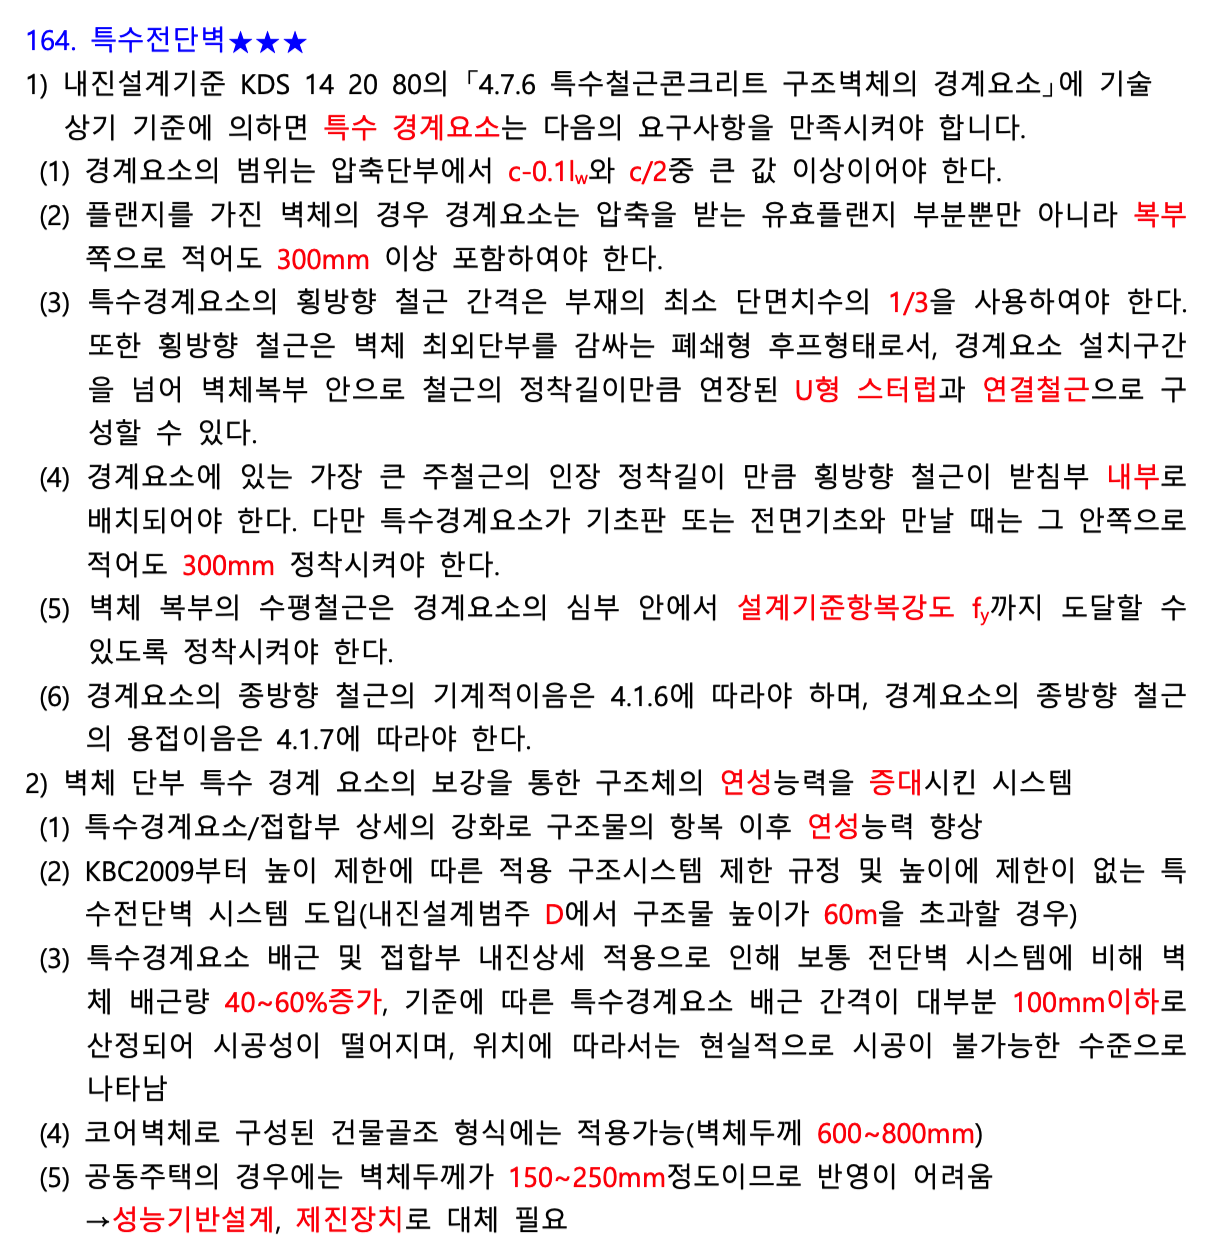 164. 특수전단벽★★★
1) 내진설계기준 KDS 14 20 80의 「4.7.6 특수철근콘크리트 구조벽체의 경계요소」에 기술
상기 기준에 의하면 특수 경계요소는 다음의 요구사항을 만족시켜야 합니다.
(1) 경계요소의 범위는 압축단부에서 c-0.1lw와 c/2중 큰 값 이상이어야 한다.
(2) 플랜지를 가진 벽체의 경우 경계요소는 압축을 받는 유효플랜지 부분뿐만 아니라 복부
쪽으로 적어도 300mm 이상 포함하여야 한다.
(3) 특수경계요소의 횡방향 철근 간격은 부재의 최소 단면치수의 1/3을 사용하여야 한다.
또한 횡방향 철근은 벽체 최외단부를 감싸는 폐쇄형 후프형태로서, 경계요소 설치구간
을 넘어 벽체복부 안으로 철근의 정착길이만큼 연장된 U형 스터럽과 연결철근으로 구
성할 수 있다.
(4) 경계요소에 있는 가장 큰 주철근의 인장 정착길이 만큼 횡방향 철근이 받침부 내부로
배치되어야 한다. 다만 특수경계요소가 기초판 또는 전면기초와 만날 때는 그 안쪽으로
적어도 300mm 정착시켜야 한다.
(5) 벽체 복부의 수평철근은 경계요소의 심부 안에서 설계기준항복강도 fy까지 도달할 수
있도록 정착시켜야 한다.
(6) 경계요소의 종방향 철근의 기계적이음은 4.1.6에 따라야 하며, 경계요소의 종방향 철근
의 용접이음은 4.1.7에 따라야 한다.
2) 벽체 단부 특수 경계 요소의 보강을 통한 구조체의 연성능력을 증대시킨 시스템
(1) 특수경계요소/접합부 상세의 강화로 구조물의 항복 이후 연성능력 향상
(2) KBC2009부터 높이 제한에 따른 적용 구조시스템 제한 규정 및 높이에 제한이 없는 특
수전단벽 시스템 도입(내진설계범주 D에서 구조물 높이가 60m을 초과할 경우)
(3) 특수경계요소 배근 및 접합부 내진상세 적용으로 인해 보통 전단벽 시스템에 비해 벽
체 배근량 40~60%증가, 기준에 따른 특수경계요소 배근 간격이 대부분 100mm이하로
산정되어 시공성이 떨어지며, 위치에 따라서는 현실적으로 시공이 불가능한 수준으로
나타남
(4) 코어벽체로 구성된 건물골조 형식에는 적용가능(벽체두께 600~800mm)
(5) 공동주택의 경우에는 벽체두께가 150~250mm정도이므로 반영이 어려움
→성능기반설계, 제진장치로 대체 필요